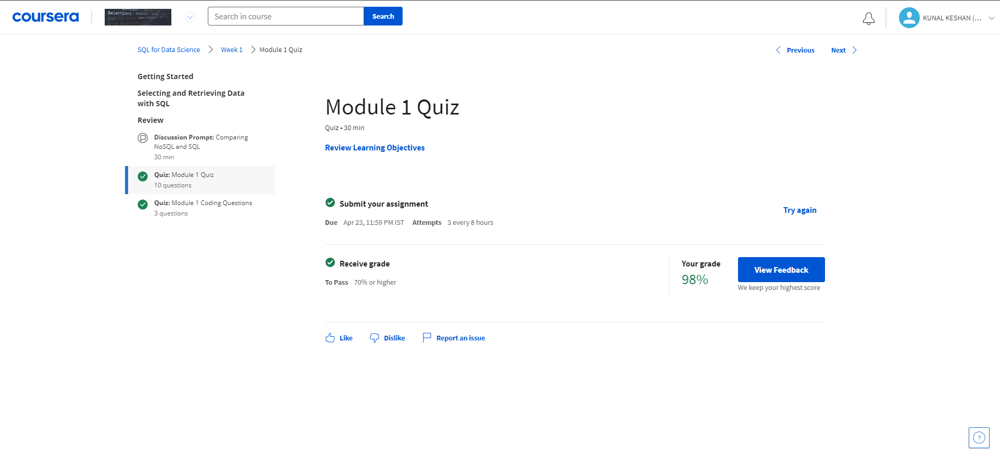 coursera
SelectQuery
Search in course
Search
KUNAL KESHAN (...
SQL for Data Science
Week 1
Module 1 Quiz
Previous
Next
Getting Started
Selecting and Retrieving Data
with SQL
Review
Discussion Prompt: Comparing
NoSQL and SQL
30 min
Quiz: Module 1 Quiz
10 questions
Quiz: Module 1 Coding Questions
3 questions
Module 1 Quiz
Quiz • 30 min
Review Learning Objectives
Submit your assignment
Due Apr 23, 11:59 PM IST Attempts 3 every 8 hours
Try again
Receive grade
To Pass 70% or higher
Your grade
98%
View Feedback
We keep your highest score
Like
Dislike
Report an issue
?